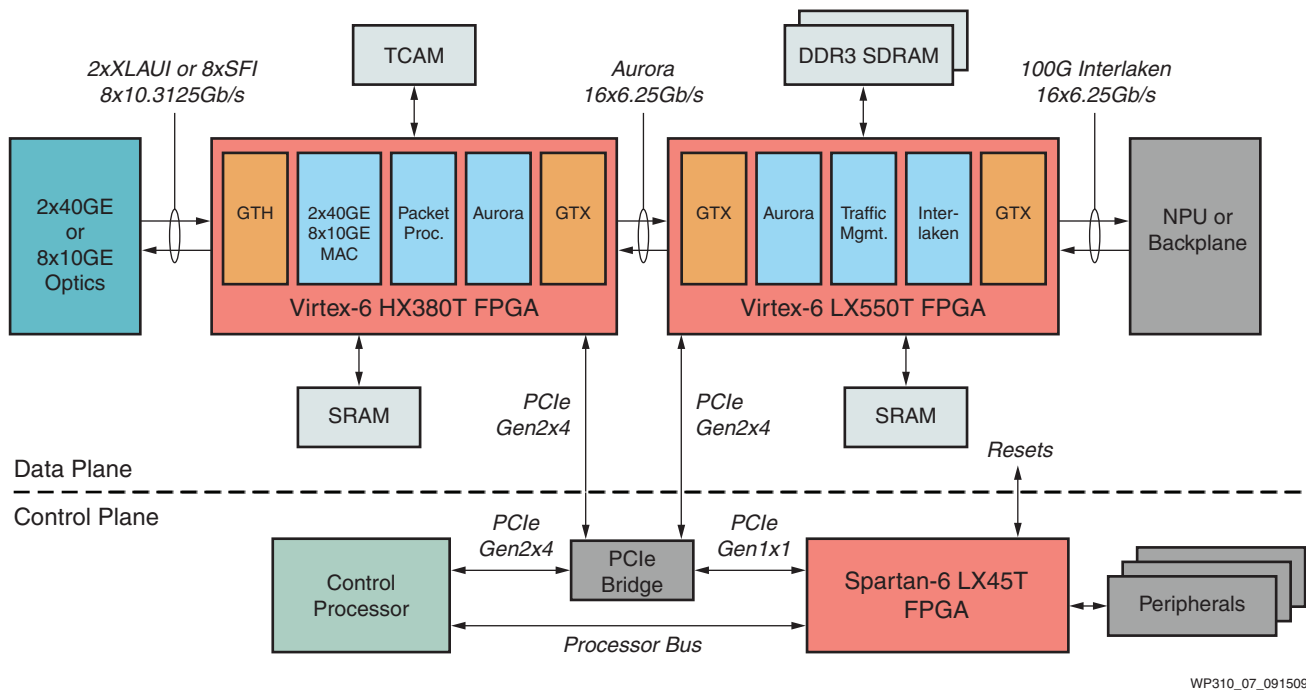 TCAM
DDR3 SDRAM
2xXLAUI or 8xSFI
8x10.3125Gb/s
Aurora
16x6.25Gb/s
100G Interlaken
16x6.25Gb/s
2x40GE
or
8x10GE
Optics
GTH
2x40GE
8x10GE
MAC
Packet
Proc.
Aurora
GTX
Virtex-6 HX380T FPGA
GTX
Aurora
Traffic
Mgmt.
Inter-
laken
GTX
Virtex-6 LX550T FPGA
NPU or
Backplane
SRAM
PCIe
Gen2x4
PCIe
Gen2x4
SRAM
Resets
Data Plane
Control Plane
PCIe
Gen2x4
PCIe
Gen1x1
Control
Processor
PCIe
Bridge
Spartan-6 LX45T
FPGA
Peripherals
Processor Bus
WP310_07_091509